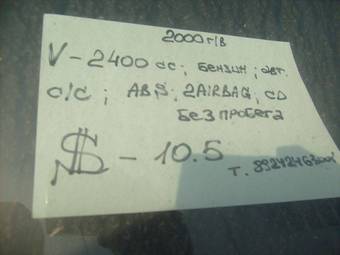 2000 г/в
V - 2400 cc; бензин; авт.
с/с; ABS; 2AIRBAG; CD
без пробега
$ - 10.5
т.